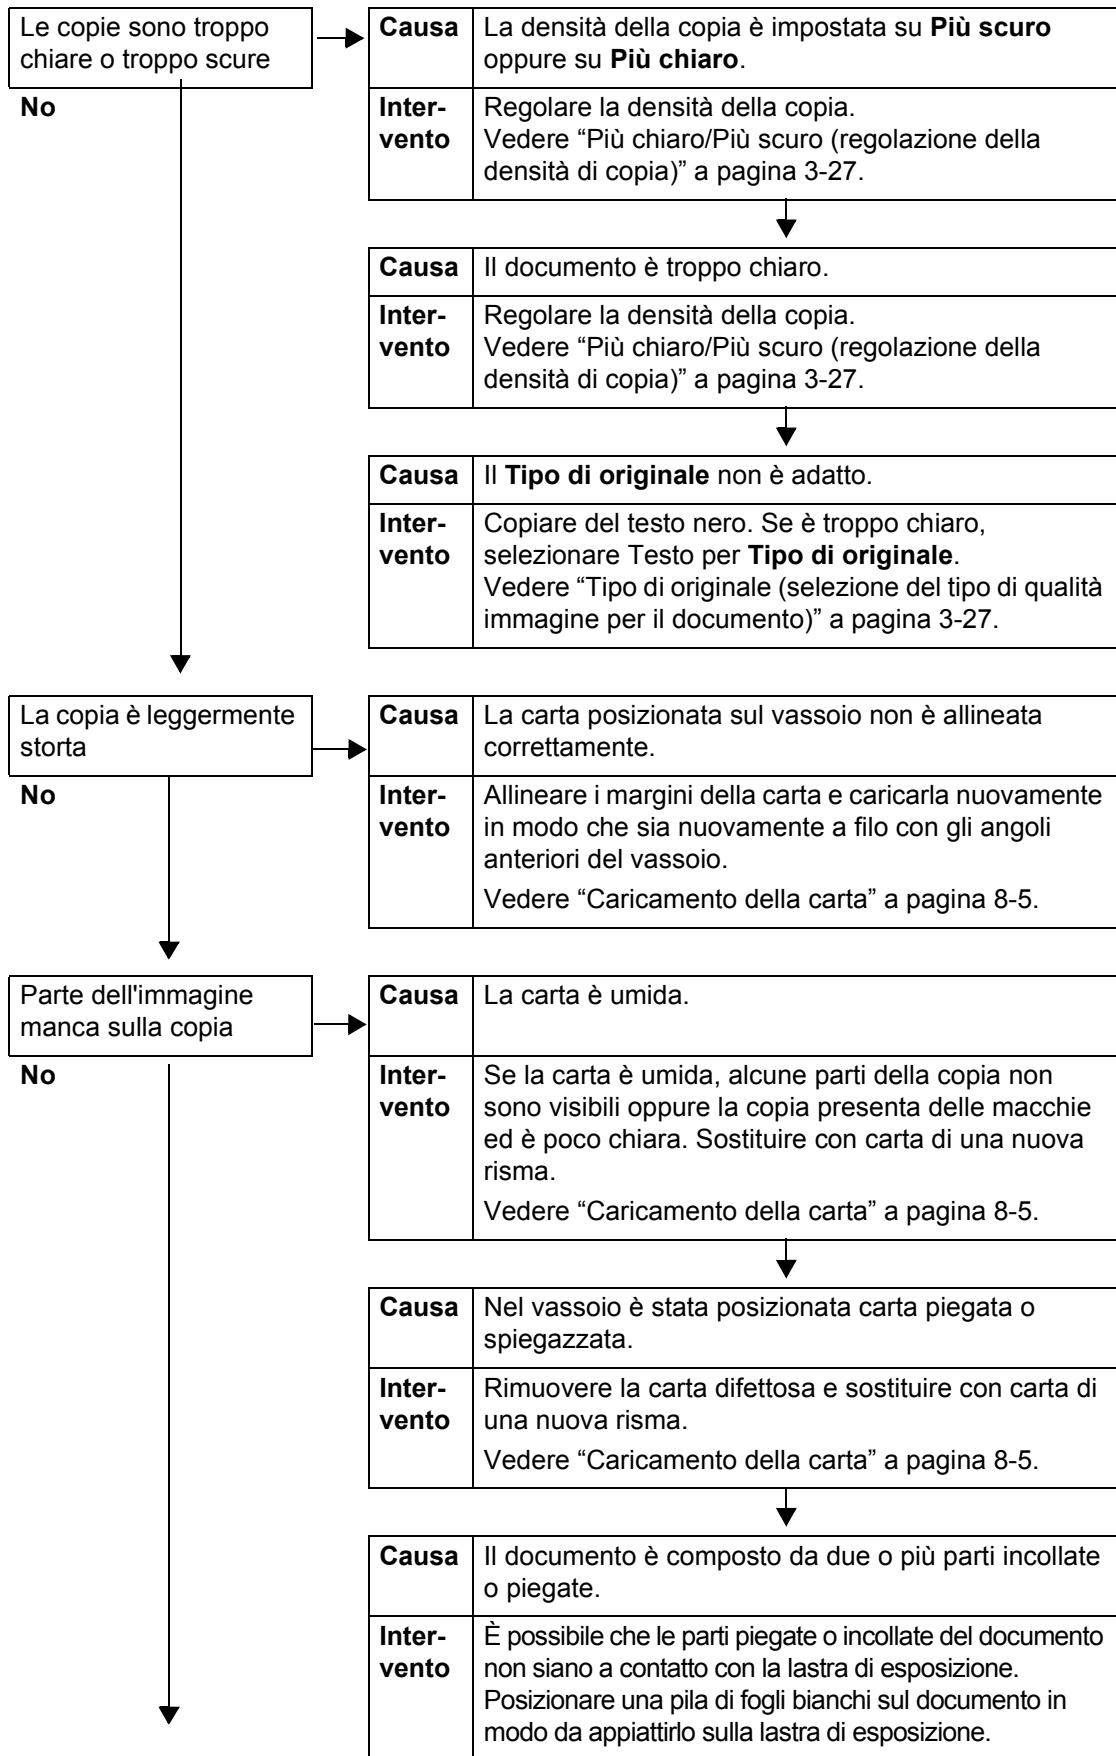 Le copie sono troppo
chiare o troppo scure
No
Causa
La densità della copia è impostata su Più scuro
oppure su Più chiaro.
Inter-
vento
Regolare la densità della copia.
Vedere “Più chiaro/Più scuro (regolazione della
densità di copia)” a pagina 3-27.
Causa
Il documento è troppo chiaro.
Inter-
vento
Regolare la densità della copia.
Vedere “Più chiaro/Più scuro (regolazione della
densità di copia)” a pagina 3-27.
Causa
Il Tipo di originale non è adatto.
Inter-
vento
Copiare del testo nero. Se è troppo chiaro,
selezionare Testo per Tipo di originale.
Vedere “Tipo di originale (selezione del tipo di qualità
immagine per il documento)” a pagina 3-27.
La copia è leggermente
storta
No
Causa
La carta posizionata sul vassoio non è allineata
correttamente.
Inter-
vento
Allineare i margini della carta e caricarla nuovamente
in modo che sia nuovamente a filo con gli angoli
anteriori del vassoio.
Vedere “Caricamento della carta” a pagina 8-5.
Parte dell'immagine
manca sulla copia
No
Causa
La carta è umida.
Inter-
vento
Se la carta è umida, alcune parti della copia non
sono visibili oppure la copia presenta delle macchie
ed è poco chiara. Sostituire con carta di una nuova
risma.
Vedere “Caricamento della carta” a pagina 8-5.
Causa
Nel vassoio è stata posizionata carta piegata o
spiegazzata.
Inter-
vento
Rimuovere la carta difettosa e sostituire con carta di
una nuova risma.
Vedere “Caricamento della carta” a pagina 8-5.
Causa
Il documento è composto da due o più parti incollate
o piegate.
Inter-
vento
È possibile che le parti piegate o incollate del documento
non siano a contatto con la lastra di esposizione.
Posizionare una pila di fogli bianchi sul documento in
modo da appiattirlo sulla lastra di esposizione.